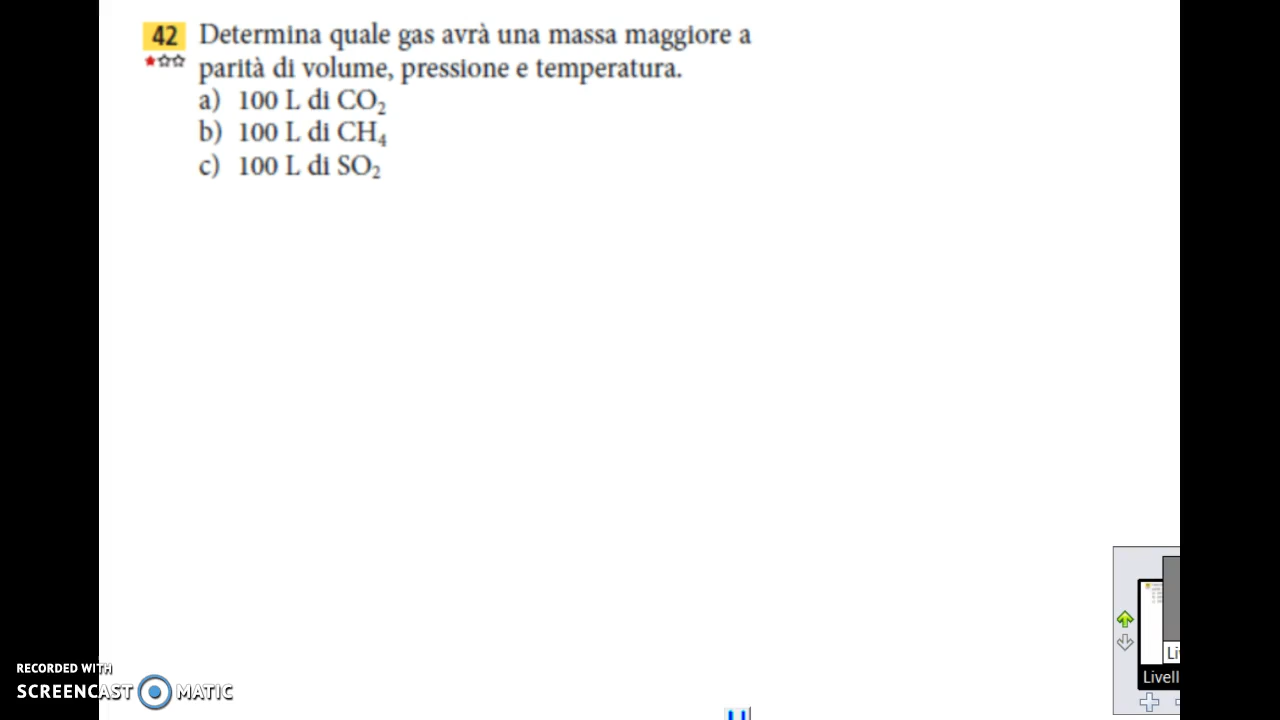 42 Determina quale gas avrà una massa maggiore a
parità di volume, pressione e temperatura.
a) 100 L di CO₂
b) 100 L di CH₄
c) 100 L di SO₂
Li
Livell
RECORDED WITH
SCREENCAST MATIC